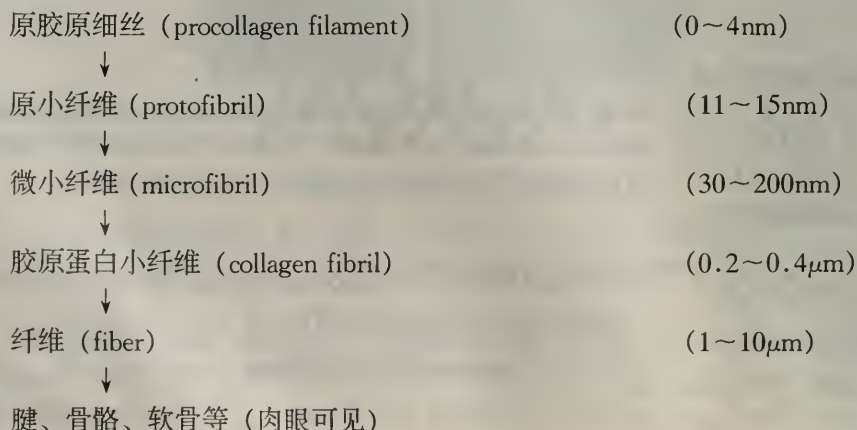 原胶原细丝 (procollagen filament) (0～4nm)
↓
原小纤维 (protofibril) (11～15nm)
↓
微小纤维 (microfibril) (30～200nm)
↓
胶原蛋白小纤维 (collagen fibril) (0.2～0.4μm)
↓
纤维 (fiber) (1～10μm)
↓
腱、骨骼、软骨等 (肉眼可见)